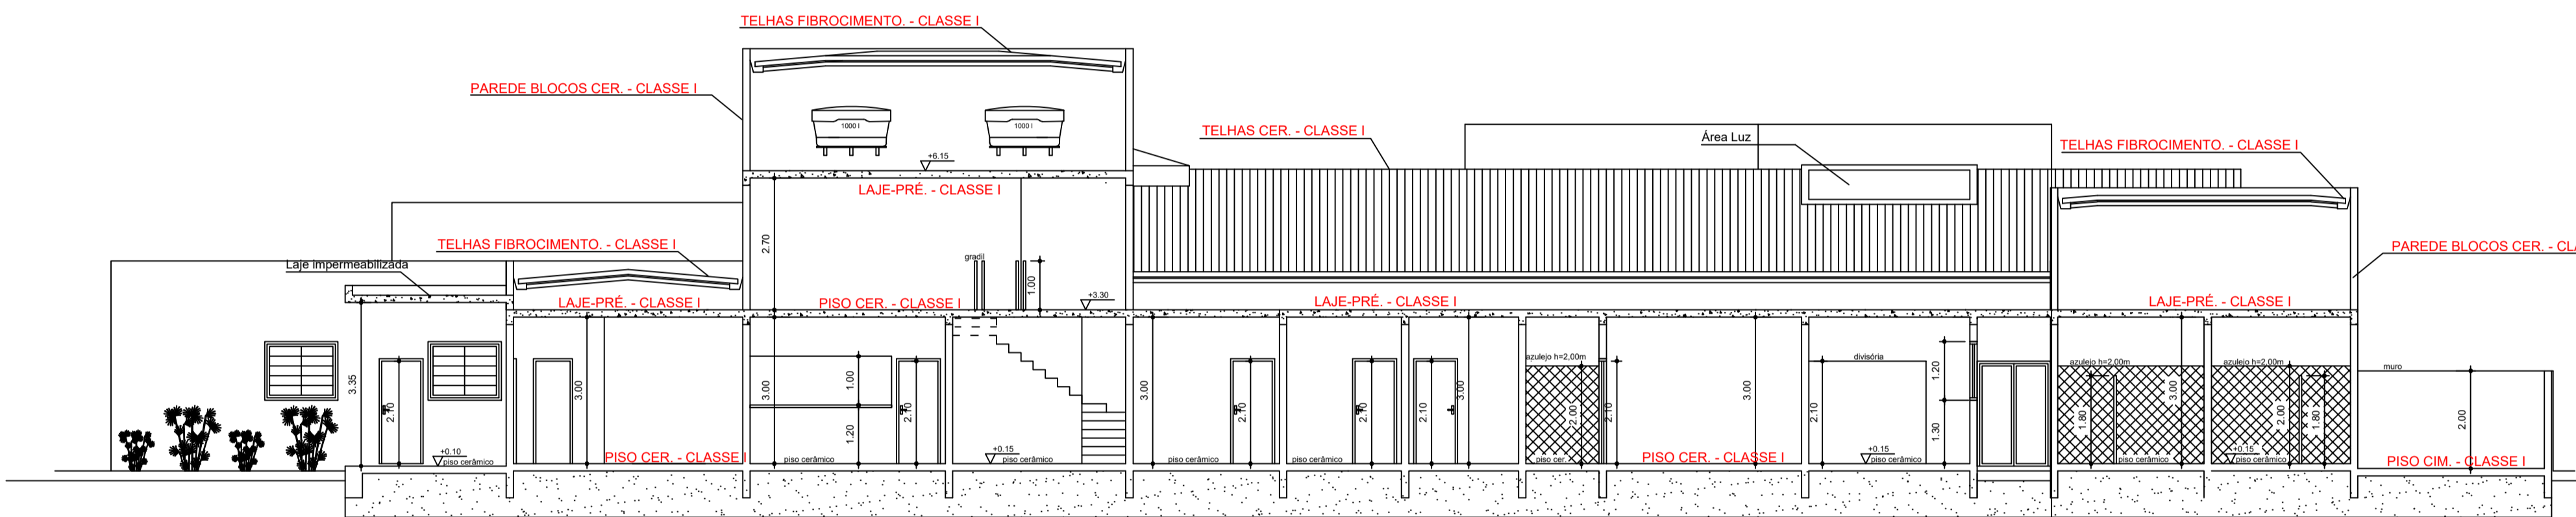 TELHAS FIBROCIMENTO. - CLASSE I
PAREDE BLOCOS CER. - CLASSE I
1000 l
1000 l
TELHAS CER. - CLASSE I
Área Luz
TELHAS FIBROCIMENTO. - CLASSE I
+6.15
LAJE-PRÉ. - CLASSE I
TELHAS FIBROCIMENTO. - CLASSE I
2.70
gradil
PAREDE BLOCOS CER. - CLA
Laje impermeabilizada
1.00
+3.30
LAJE-PRÉ. - CLASSE I
PISO CER. - CLASSE I
LAJE-PRÉ. - CLASSE I
LAJE-PRÉ. - CLASSE I
azulejo h=2,00m
divisória
azulejo h=2,00m
azulejo h=2,00m
muro
3.35
2.10
3.00
3.00
1.00
1.20
2.10
3.00
2.10
2.10
2.10
3.00
2.00
2.10
3.00
2.10
1.20
1.30
1.80
3.00
2.00
1.80
2.00
+0.10
piso cerâmico
PISO CER. - CLASSE I
piso cerâmico
+0.15
piso cerâmico
piso cerâmico
piso cerâmico
piso cer.
PISO CER. - CLASSE I
+0.15
piso cerâmico
piso cerâmico
+0.15
piso cerâmico
PISO CIM. - CLASSE I